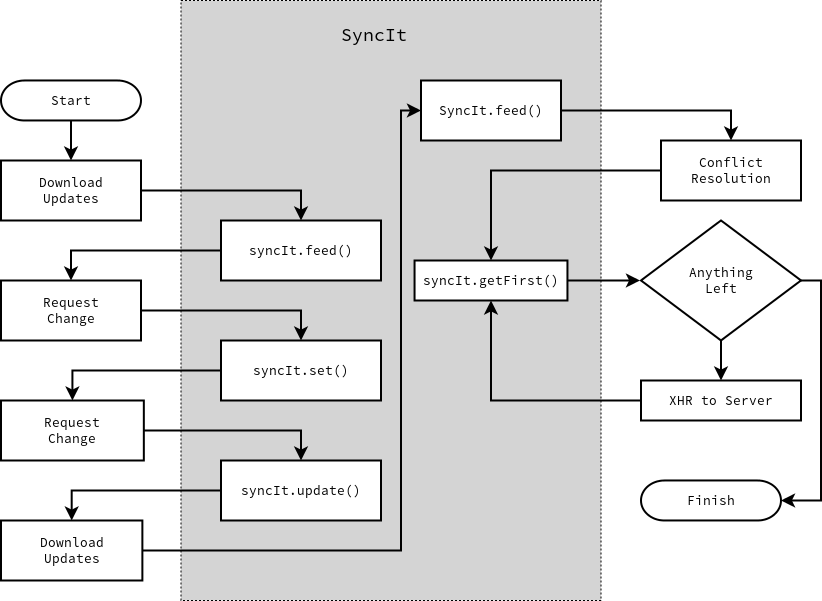 SyncIt
Start
Download
Updates
syncIt.feed()
Request
Change
syncIt.set()
Request
Change
syncIt.update()
Download
Updates
SyncIt.feed()
Conflict
Resolution
syncIt.getFirst()
Anything
Left
XHR to Server
Finish